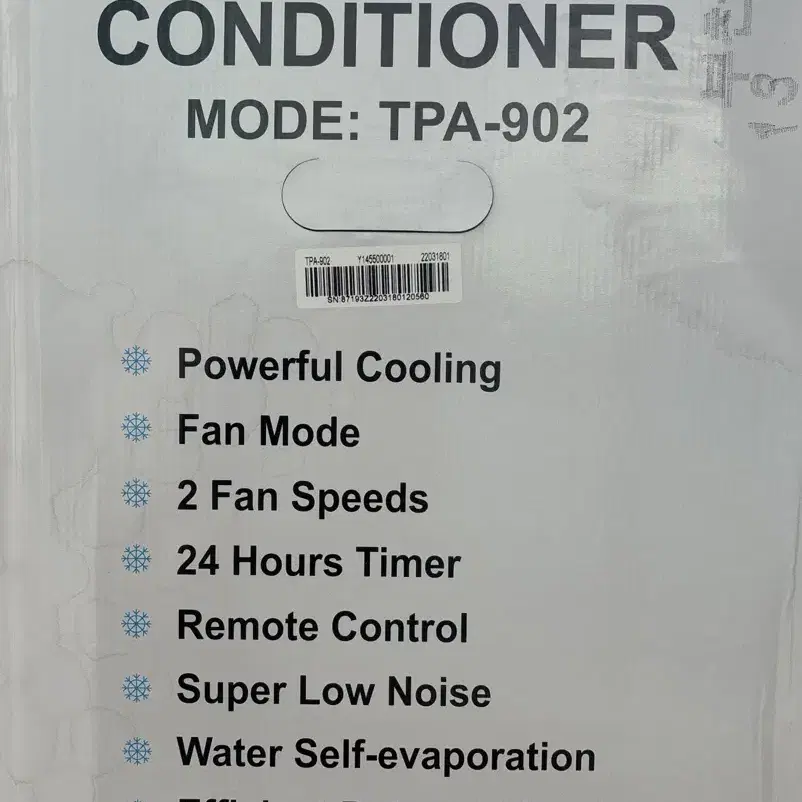 CONDITIONER
MODE: TPA-902
TPA-902 Y145500001 22031801
SN:87193Z2203180120560
Powerful Cooling
Fan Mode
2 Fan Speeds
24 Hours Timer
Remote Control
Super Low Noise
Water Self-evaporation